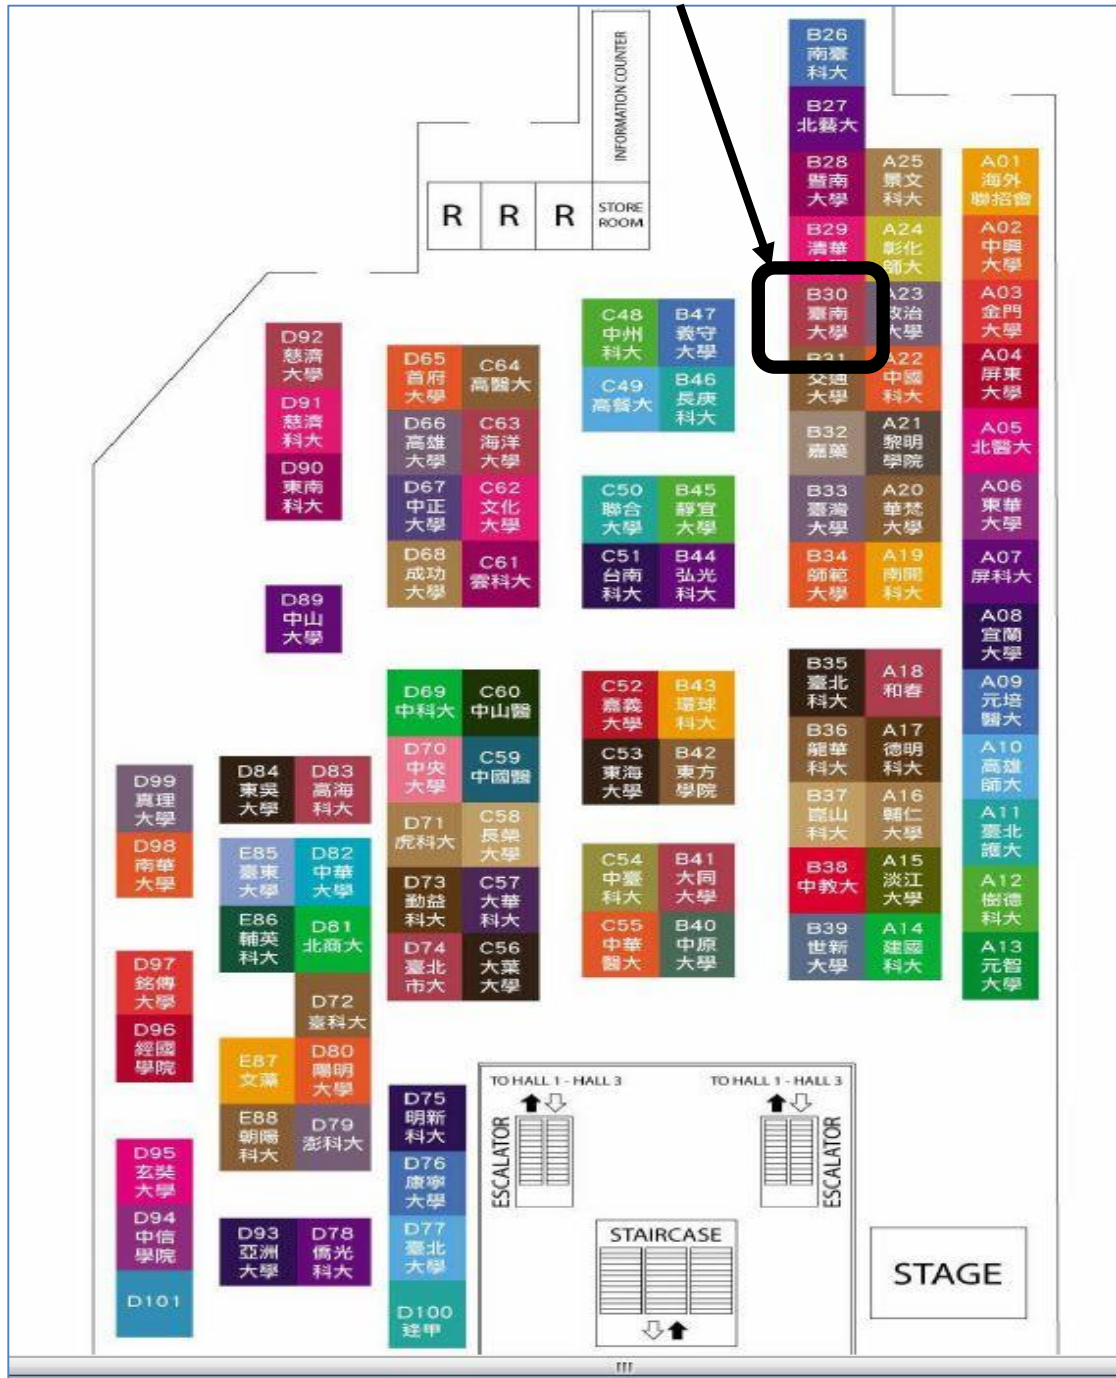 INFORMATION COUNTER
R
R
R
STORE
ROOM
B26
南臺
科大
B27
北藝大
B28
暨南
大學
A25
景文
科大
B29
清華
A24
彰化
師大
B30
臺南
大學
A23
政治
大學
B31
交通
大學
A22
中國
科大
B32
嘉藥
A21
黎明
學院
B33
臺灣
大學
A20
華梵
大學
B34
師範
大學
A19
南開
科大
A01
海外
聯招會
A02
中興
大學
A03
金門
大學
A04
屏東
大學
A05
北醫大
A06
東華
大學
A07
屏科大
A08
宜蘭
大學
A09
元培
醫大
A10
高雄
師大
A11
臺北
護大
A12
樹德
科大
A13
元智
大學
C48
中州
科大
B47
義守
大學
C49
高餐大
B46
長庚
科大
C50
聯合
大學
B45
靜宜
大學
C51
台南
科大
B44
弘光
科大
D92
慈濟
大學
D91
慈濟
科大
D90
東南
科大
D89
中山
大學
D65
首府
大學
C64
高醫大
D66
高雄
大學
C63
海洋
大學
D67
中正
大學
C62
文化
大學
D68
成功
大學
C61
雲科大
D69
中科大
C60
中山醫
D70
中央
大學
C59
中國醫
D71
虎科大
C58
長榮
大學
D73
勤益
科大
C57
大華
科大
D74
臺北
市大
C56
大葉
大學
C52
嘉義
大學
B43
環球
科大
C53
東海
大學
B42
東方
學院
C54
中臺
科大
B41
大同
大學
C55
中華
醫大
B40
中原
大學
B35
臺北
科大
A18
和春
B36
龍華
科大
A17
德明
科大
B37
崑山
科大
A16
輔仁
大學
B38
中教大
A15
淡江
大學
B39
世新
大學
A14
建國
科大
D99
真理
大學
D98
南華
大學
D97
銘傳
大學
D96
經國
學院
D95
玄奘
大學
D94
中信
學院
D101
D84
東吳
大學
D83
高海
科大
E85
臺東
大學
D82
中華
大學
E86
輔英
科大
D81
北商大
D72
臺科大
E87
文藻
D80
陽明
大學
E88
朝陽
科大
D79
澎科大
D93
亞洲
大學
D78
僑光
科大
D75
明新
科大
D76
康寧
大學
D77
臺北
大學
D100
逢甲
TO HALL 1 - HALL 3
TO HALL 1 - HALL 3
ESCALATOR
ESCALATOR
STAIRCASE
STAGE